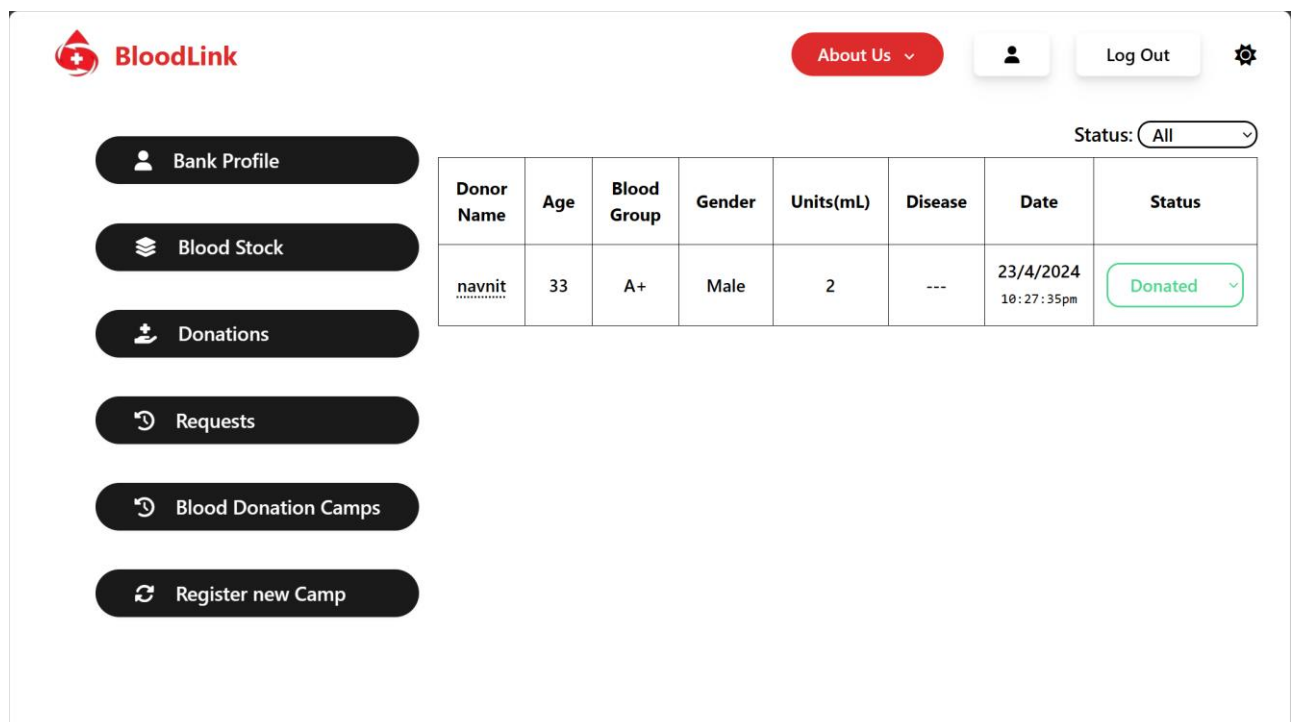 BloodLink
About Us
Log Out
Status: All
Bank Profile
Blood Stock
Donations
Requests
Blood Donation Camps
Register new Camp
Donor Name Age Blood Group Gender Units(mL) Disease Date Status
navnit 33 A+ Male 2 --- 23/4/2024 Donated
10:27:35pm